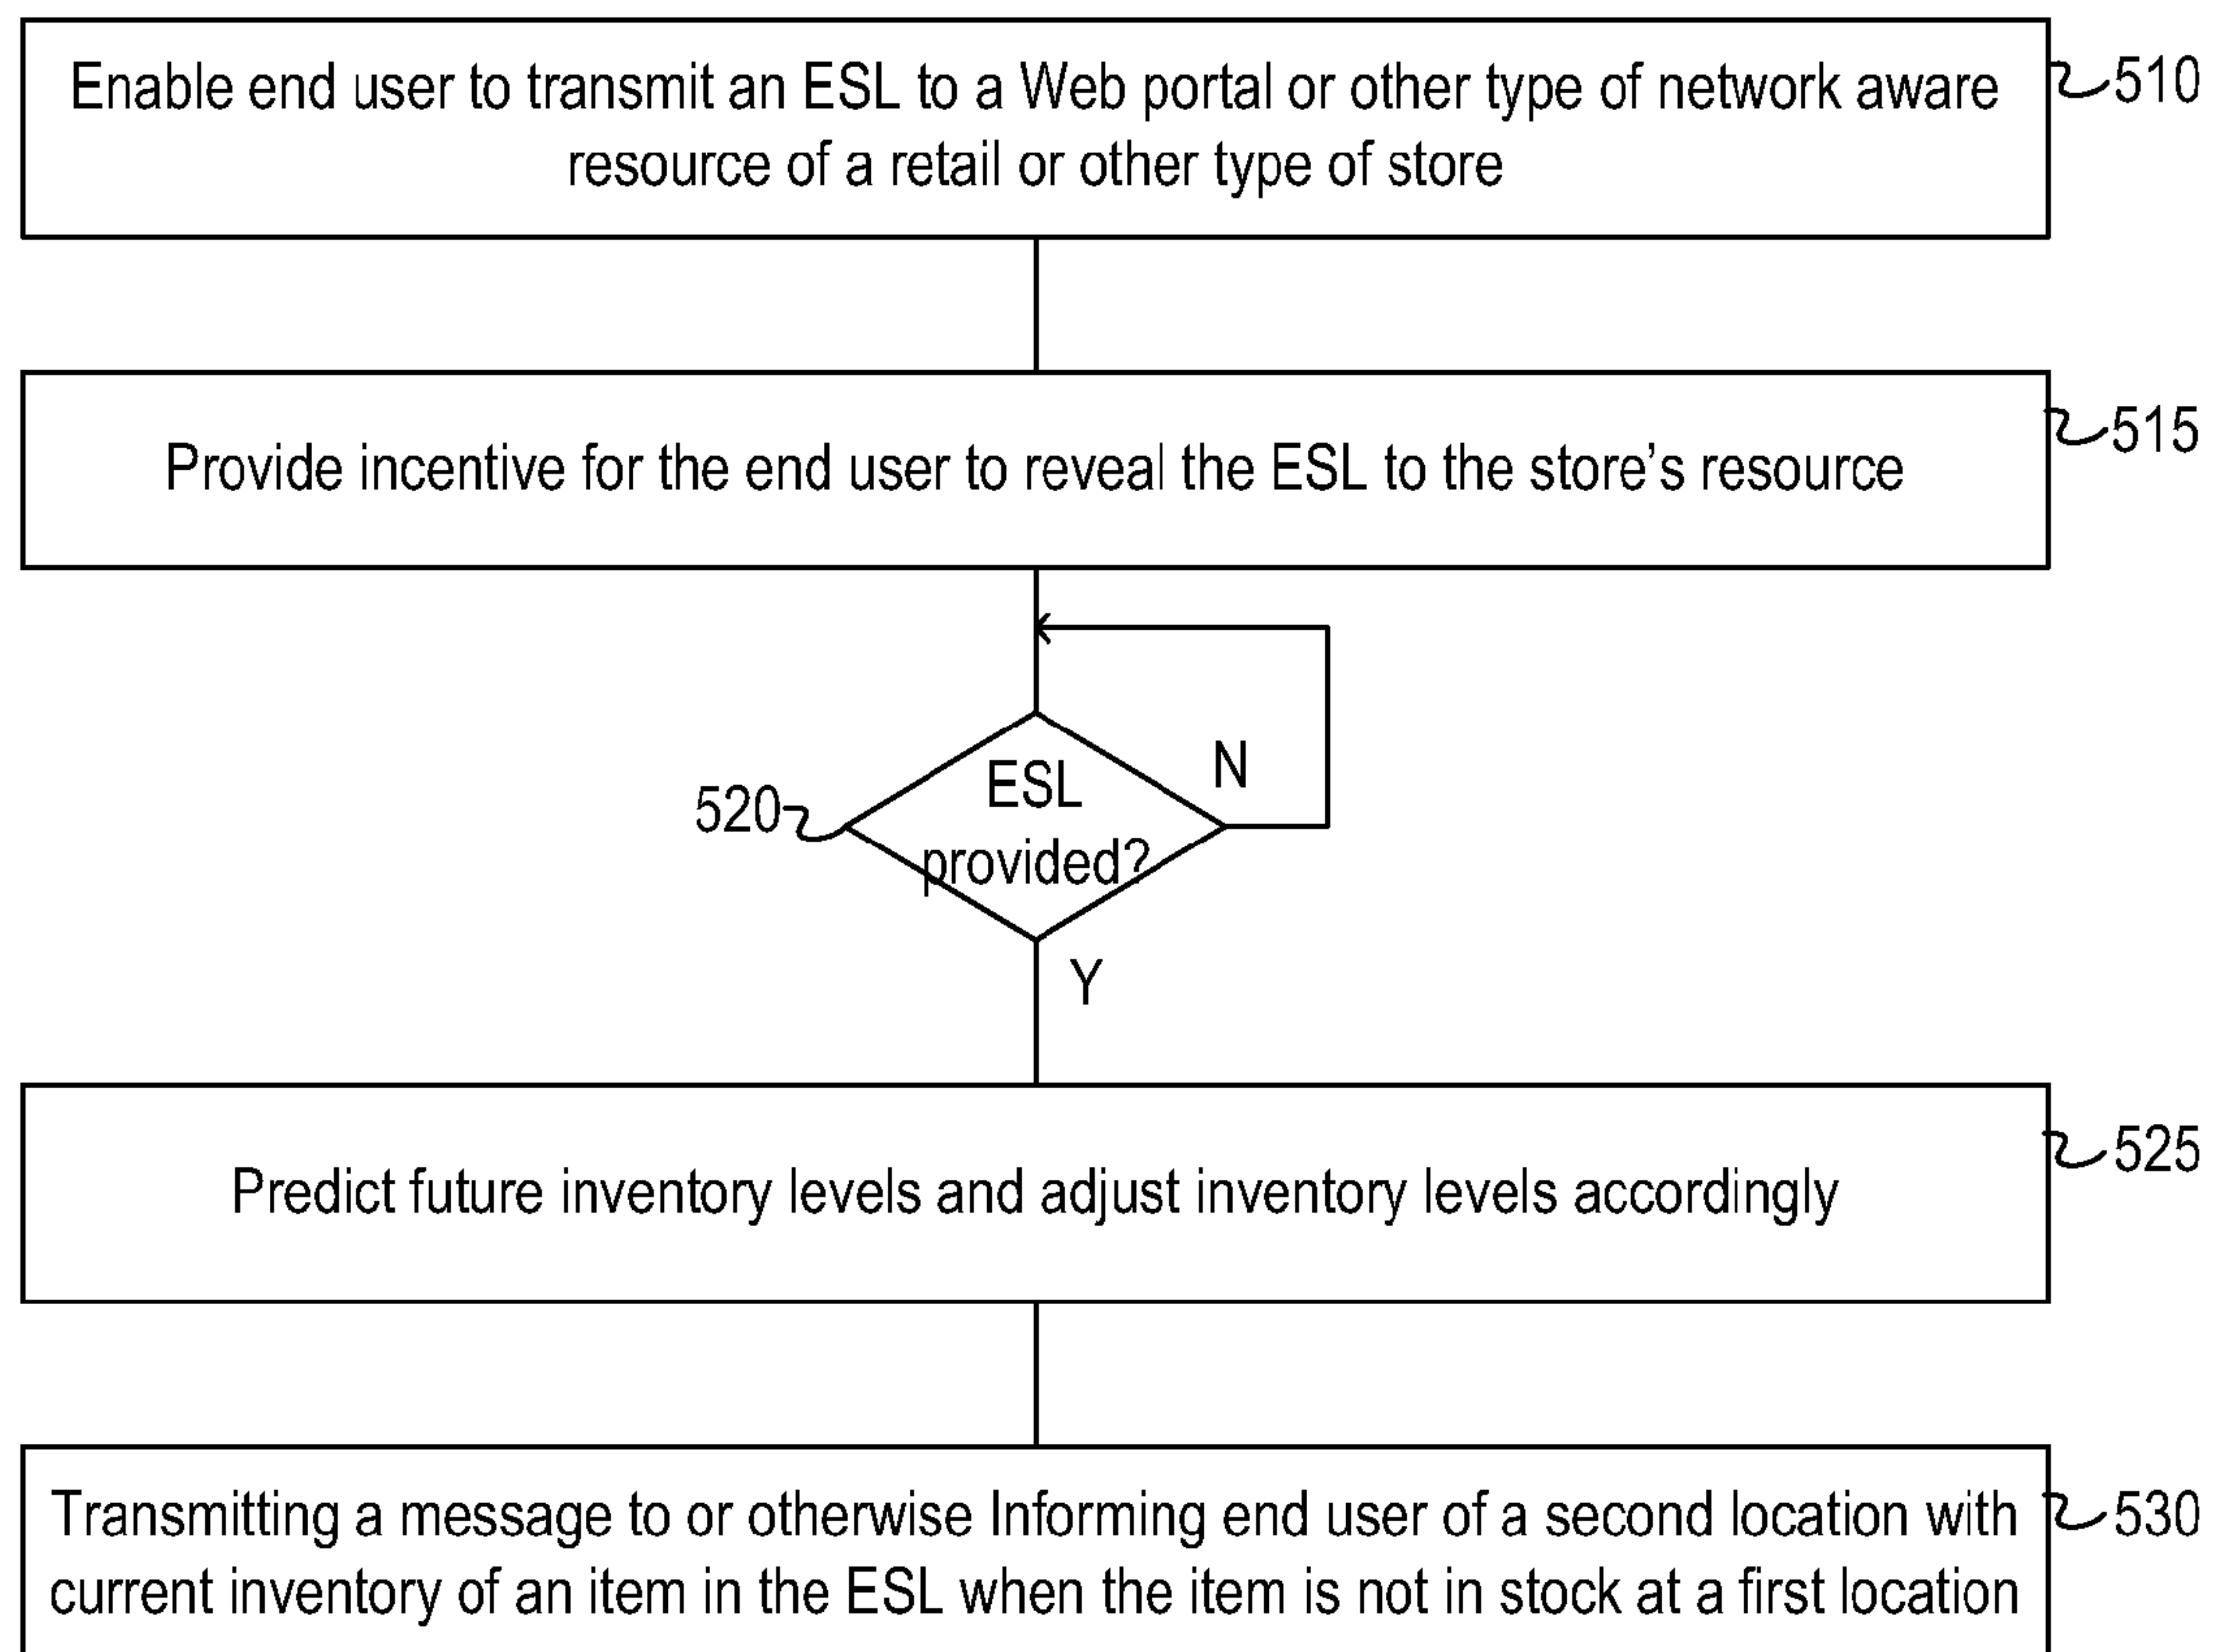 Enable end user to transmit an ESL to a Web portal or other type of network aware
resource of a retail or other type of store
510
Provide incentive for the end user to reveal the ESL to the store's resource
515
N
ESL
provided?
520
Y
Predict future inventory levels and adjust inventory levels accordingly
525
Transmitting a message to or otherwise Informing end user of a second location with
current inventory of an item in the ESL when the item is not in stock at a first location
530